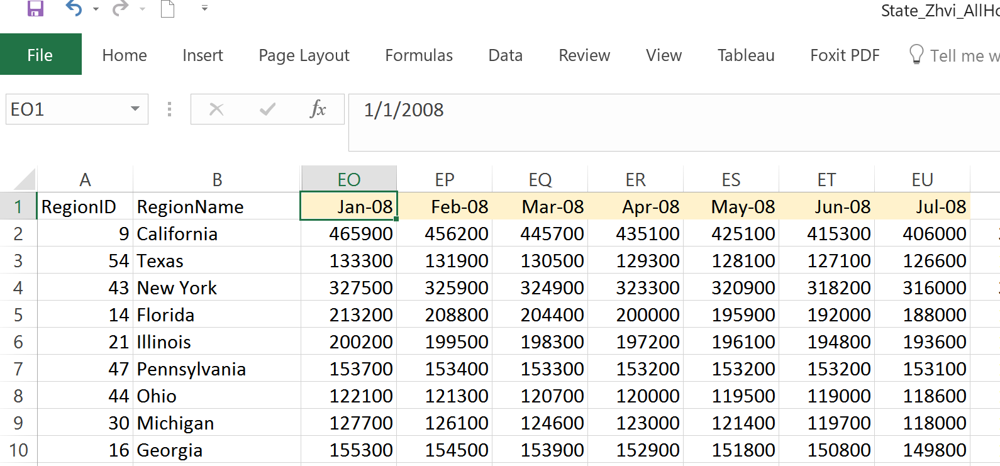 State_Zhvi_AllHo
File Home Insert Page Layout Formulas Data Review View Tableau Foxit PDF Tell me w
EO1 fx 1/1/2008
A B EO EP EQ ER ES ET EU
1 RegionID RegionName Jan-08 Feb-08 Mar-08 Apr-08 May-08 Jun-08 Jul-08
2 9 California 465900 456200 445700 435100 425100 415300 406000
3 54 Texas 133300 131900 130500 129300 128100 127100 126600
4 43 New York 327500 325900 324900 323300 320900 318200 316000
5 14 Florida 213200 208800 204400 200000 195900 192000 188000
6 21 Illinois 200200 199500 198300 197200 196100 194800 193600
7 47 Pennsylvania 153700 153400 153300 153200 153200 153200 153100
8 44 Ohio 122100 121300 120700 120000 119500 119000 118600
9 30 Michigan 127700 126100 124600 123000 121400 119700 118000
10 16 Georgia 155300 154500 153900 152900 151800 150800 149800